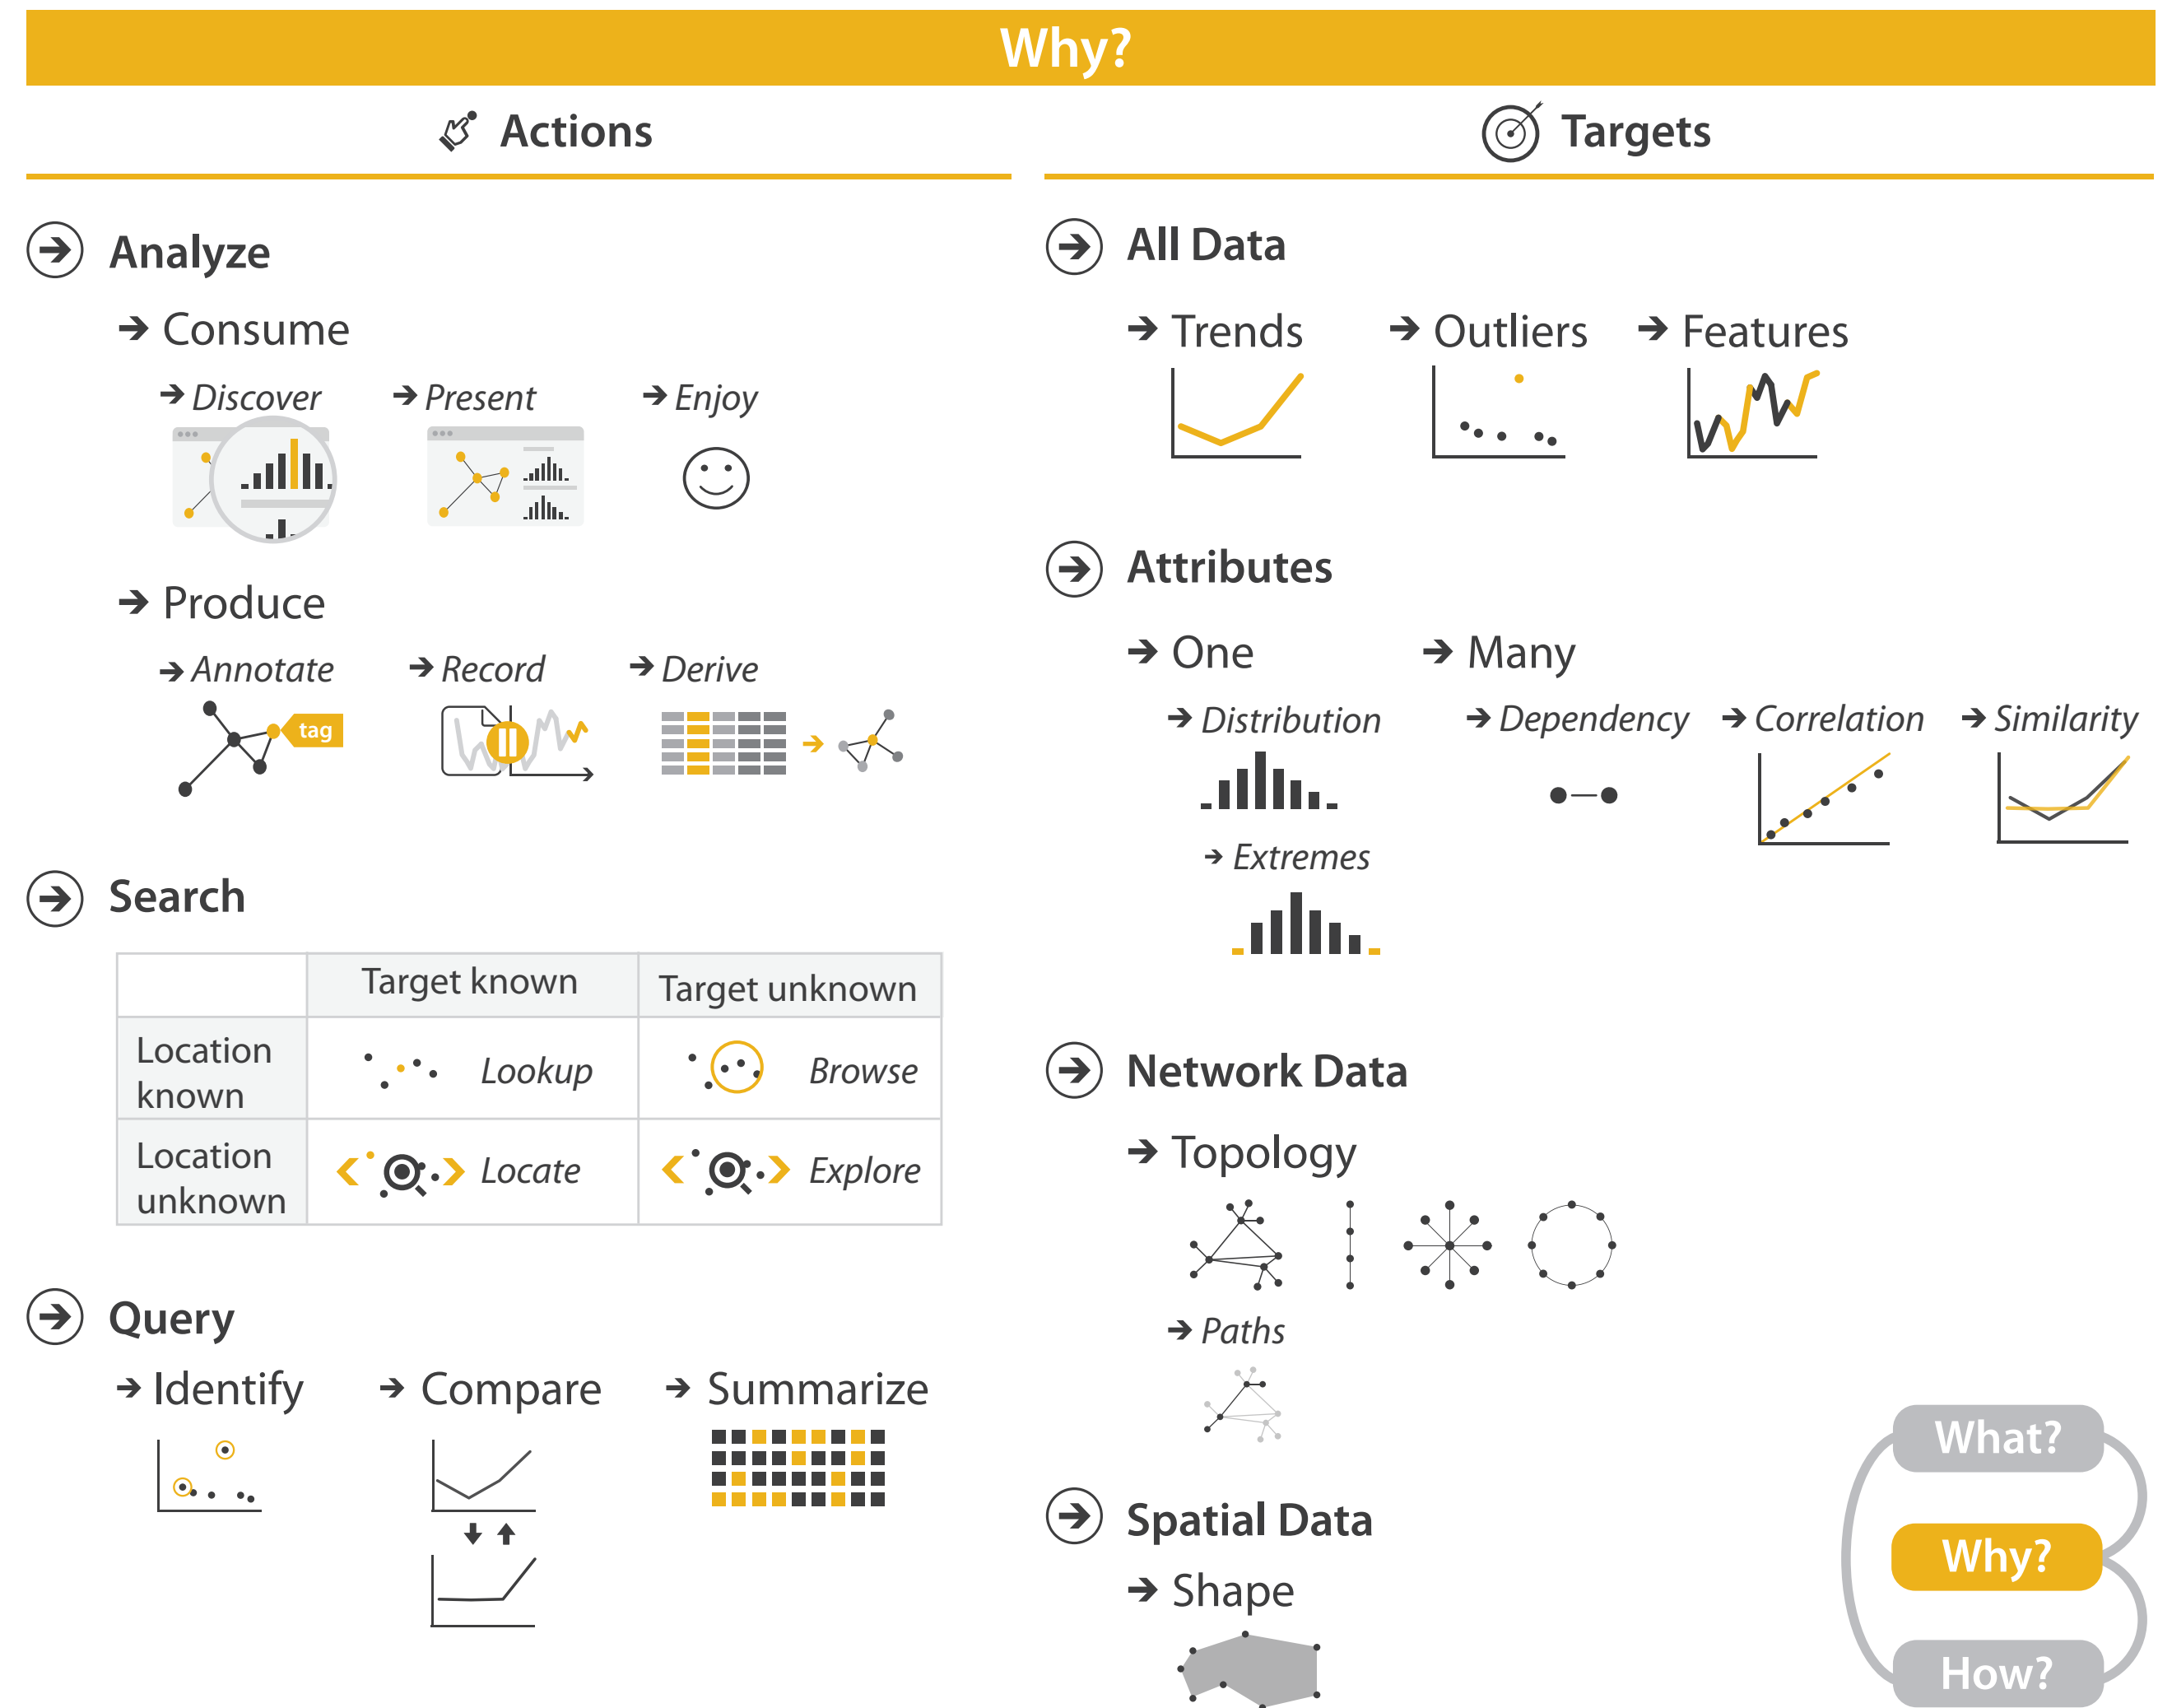 Why?
Actions
Targets
Analyze
Consume
Discover
Present
Enjoy
Produce
Annotate
Record
Derive
tag
Search
Target known
Target unknown
Location
known
Lookup
Browse
Location
unknown
Locate
Explore
Query
Identify
Compare
Summarize
All Data
Trends
Outliers
Features
Attributes
One
Many
Distribution
Dependency
Correlation
Similarity
Extremes
Network Data
Topology
Paths
Spatial Data
Shape
What?
Why?
How?